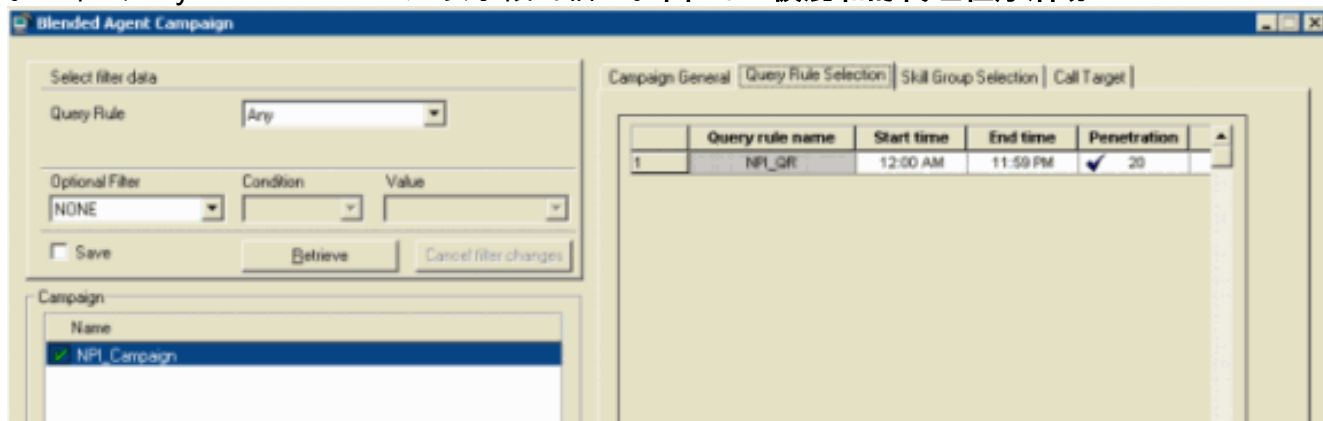 Blended Agent Campaign
Select filter data
Query Rule
Any
Optional Filter
Condition
Value
NONE
Save
Retrieve
Cancel filter changes
Campaign
Name
NPI_Campaign
Campaign General
Query Rule Selection
Skill Group Selection
Call Target
Query rule name Start time End time Penetration
1 NPI_QR 12:00 AM 11:59 PM 20